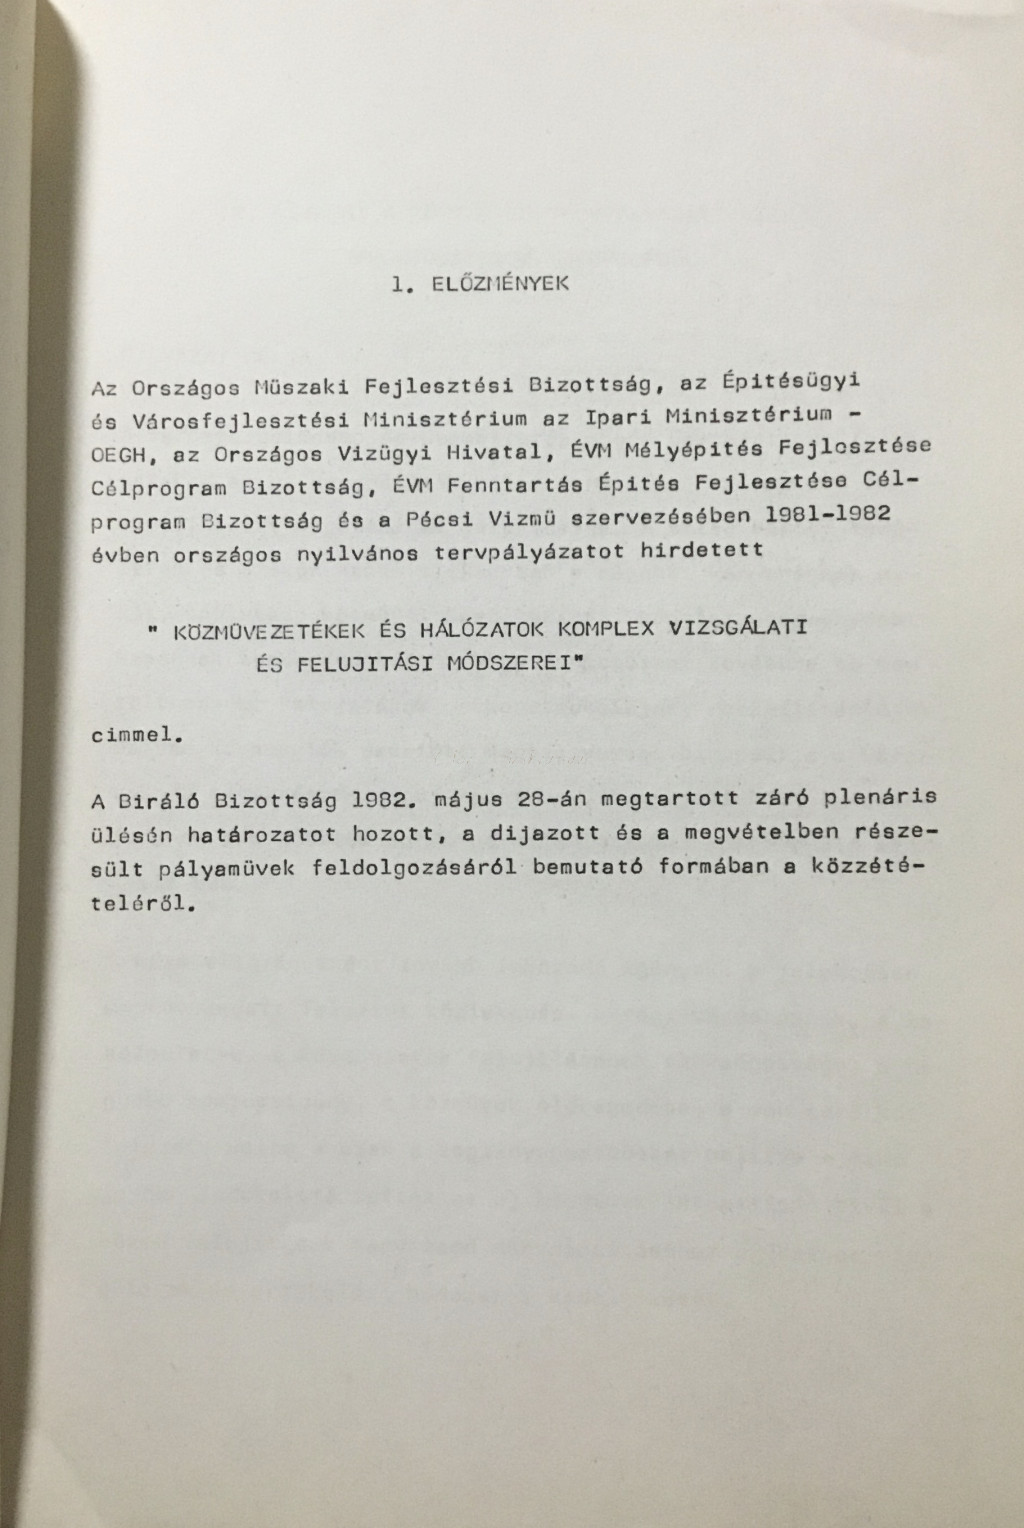 1. ELŐZMÉNYEK
Az Országos Müszaki Fejlesztési Bizottság, az Épitésügyi
és Városfejlesztési Minisztérium az Ipari Minisztérium -
OEGH, az Országos Vizügyi Hivatal, ÉVM Mélyépités Fejlesztése
Célprogram Bizottság, ÉVM Fenntartás Épités Fejlesztése Cél-
program Bizottság és a Pécsi Vizmü szervezésében 1981-1982
évben országos nyilvános tervpályázatot hirdetett
" KÖZMÜVEZETÉKEK ÉS HÁLÓZATOK KOMPLEX VIZSGÁLATI
ÉS FELUJITÁSI MÓDSZEREI"
cimmel.
A Biráló Bizottság 1982. május 28-án megtartott záró plenáris
ülésén határozatot hozott, a dijazott és a megvételben része-
sült pályamüvek feldolgozásáról bemutató formában a közzété-
teléről.